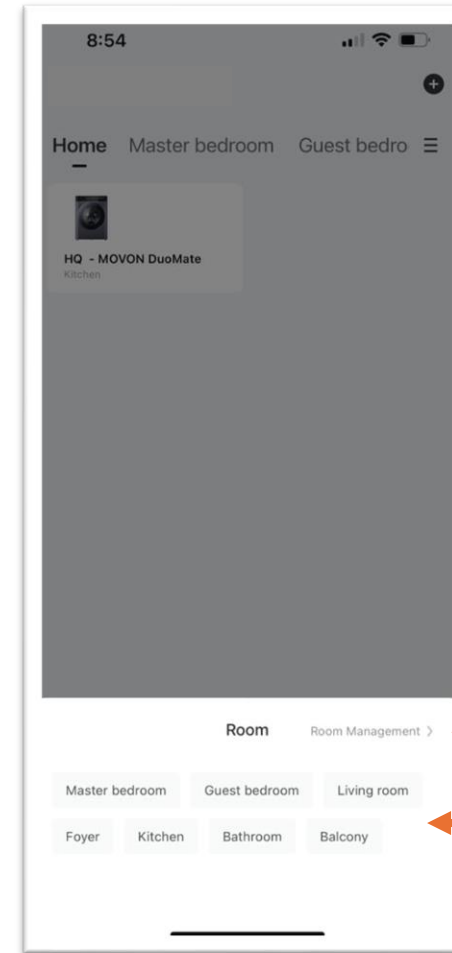 8:54
Home Master bedroom Guest bedro
HQ - MOVON DuoMate
Kitchen
Room Room Management >
Master bedroom Guest bedroom Living room
Foyer Kitchen Bathroom Balcony